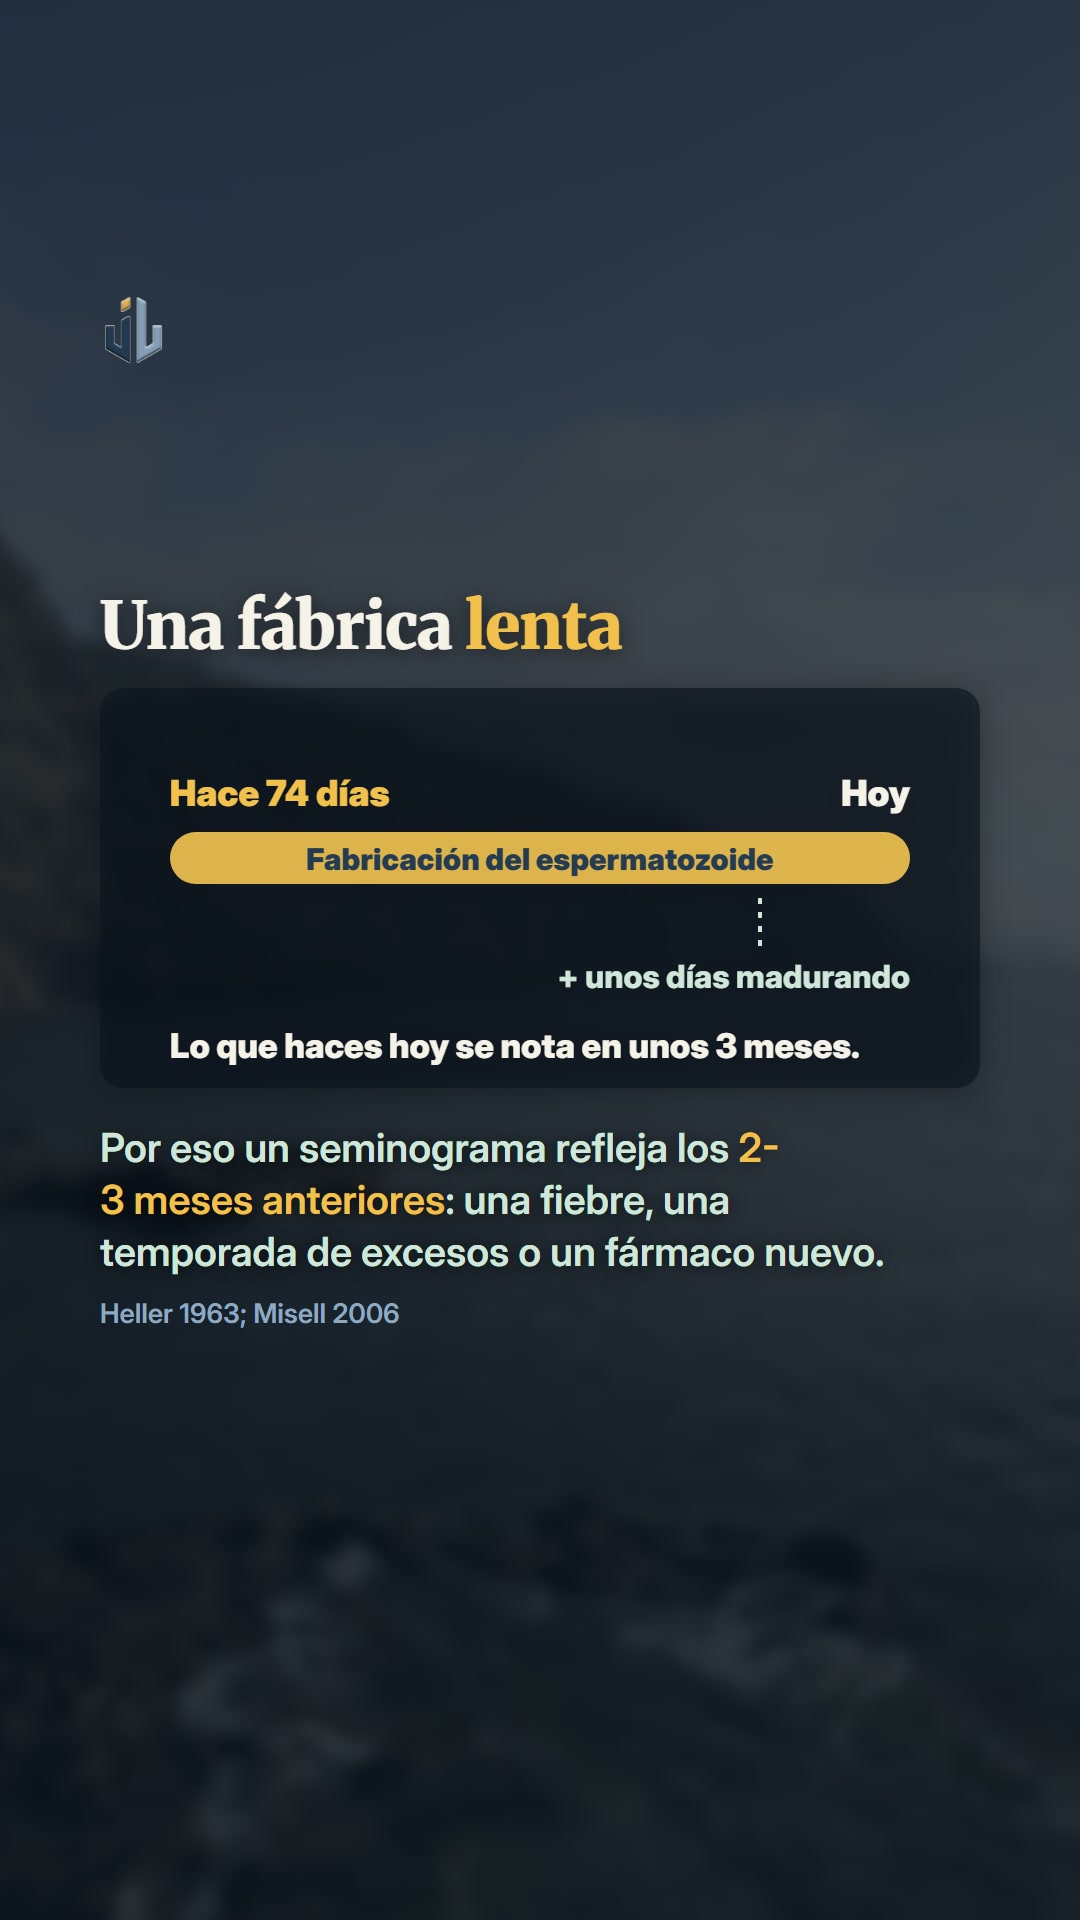 Una fábrica lenta
Hace 74 días
Hoy
Fabricación del espermatozoide
+ unos días madurando
Lo que haces hoy se nota en unos 3 meses.
Por eso un seminograma refleja los 2-
3 meses anteriores: una fiebre, una
temporada de excesos o un fármaco nuevo.
Heller 1963; Misell 2006